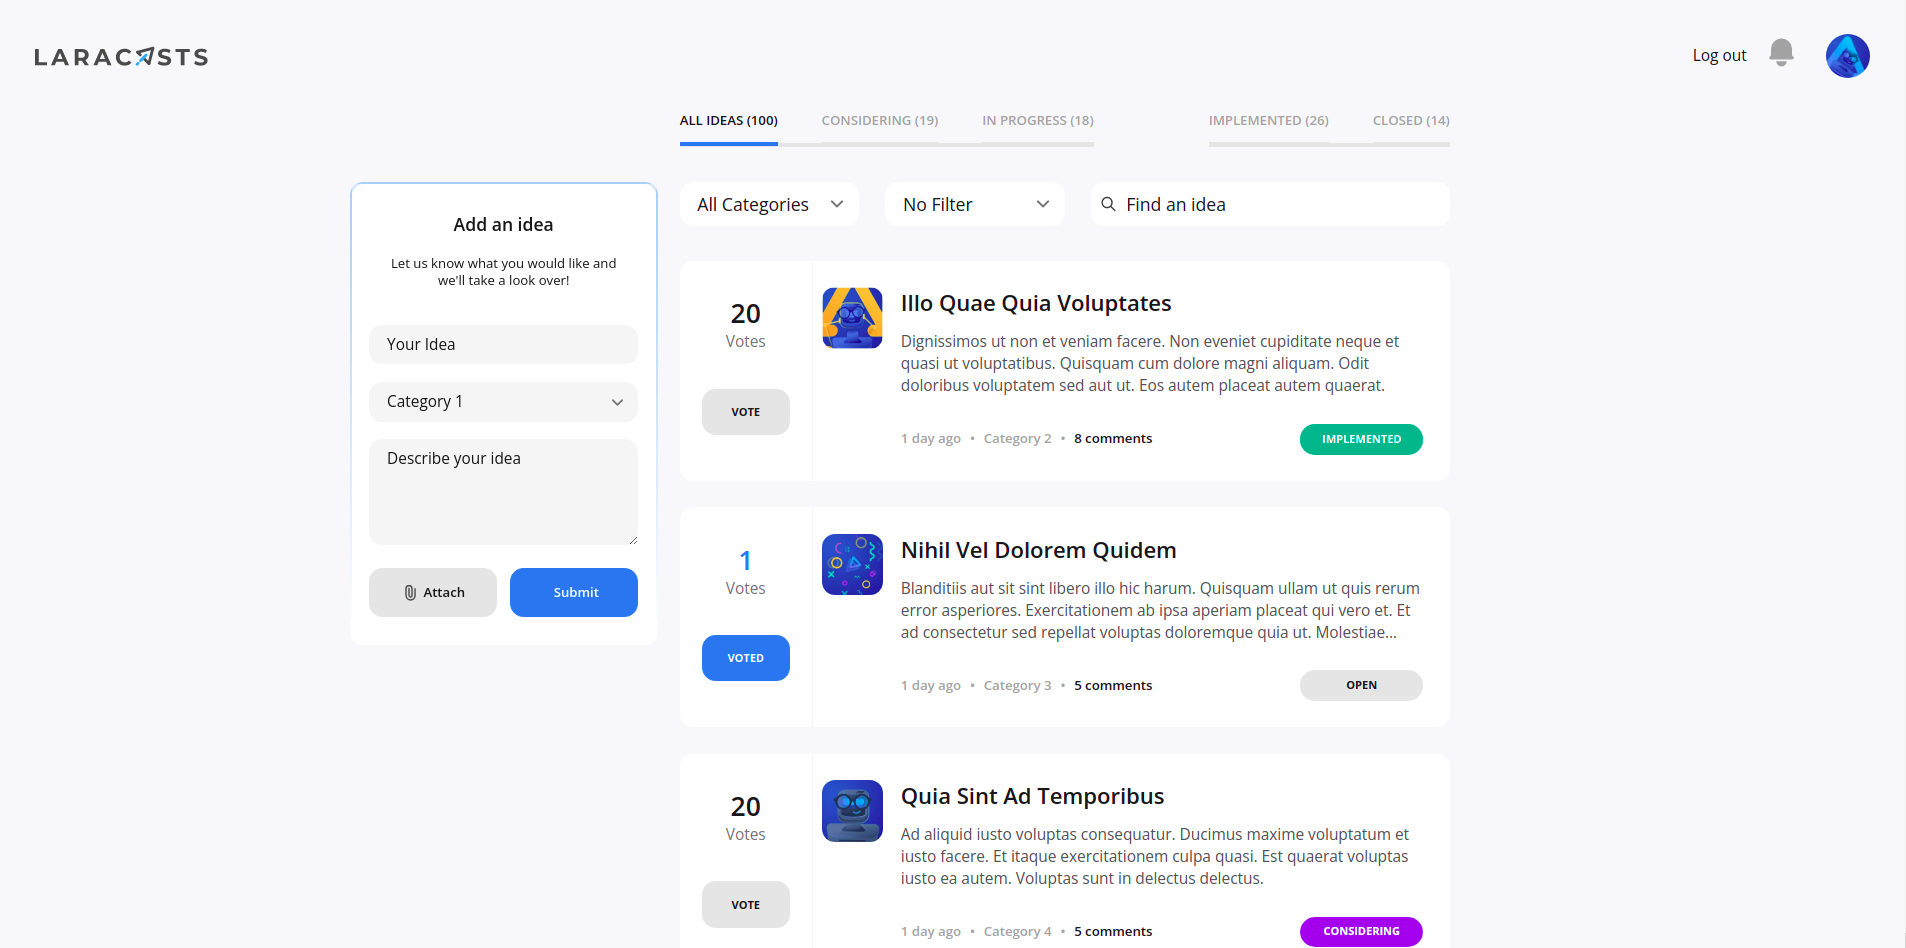 LARACASTS
Log out
ALL IDEAS (100)
CONSIDERING (19)
IN PROGRESS (18)
IMPLEMENTED (26)
CLOSED (14)
Add an idea
Let us know what you would like and
we'll take a look over!
Your Idea
Category 1
Describe your idea
Attach
Submit
All Categories
No Filter
Find an idea
20
Votes
VOTE
Illo Quae Quia Voluptates
Dignissimos ut non et veniam facere. Non eveniet cupiditate neque et
quasi ut voluptatibus. Quisquam cum dolore magni aliquam. Odit
doloribus voluptatem sed aut ut. Eos autem placeat autem quaerat.
1 day ago • Category 2 • 8 comments
IMPLEMENTED
1
Votes
VOTED
Nihil Vel Dolorem Quidem
Blanditiis aut sit sint libero illo hic harum. Quisquam ullam ut quis rerum
error asperiores. Exercitationem ab ipsa aperiam placeat qui vero et. Et
ad consectetur sed repellat voluptas doloremque quia ut. Molestiae...
1 day ago • Category 3 • 5 comments
OPEN
20
Votes
VOTE
Quia Sint Ad Temporibus
Ad aliquid iusto voluptas consequatur. Ducimus maxime voluptatum et
iusto facere. Et itaque exercitationem culpa quasi. Est quaerat voluptas
iusto ea autem. Voluptas sunt in delectus delectus.
1 day ago • Category 4 • 5 comments
CONSIDERING